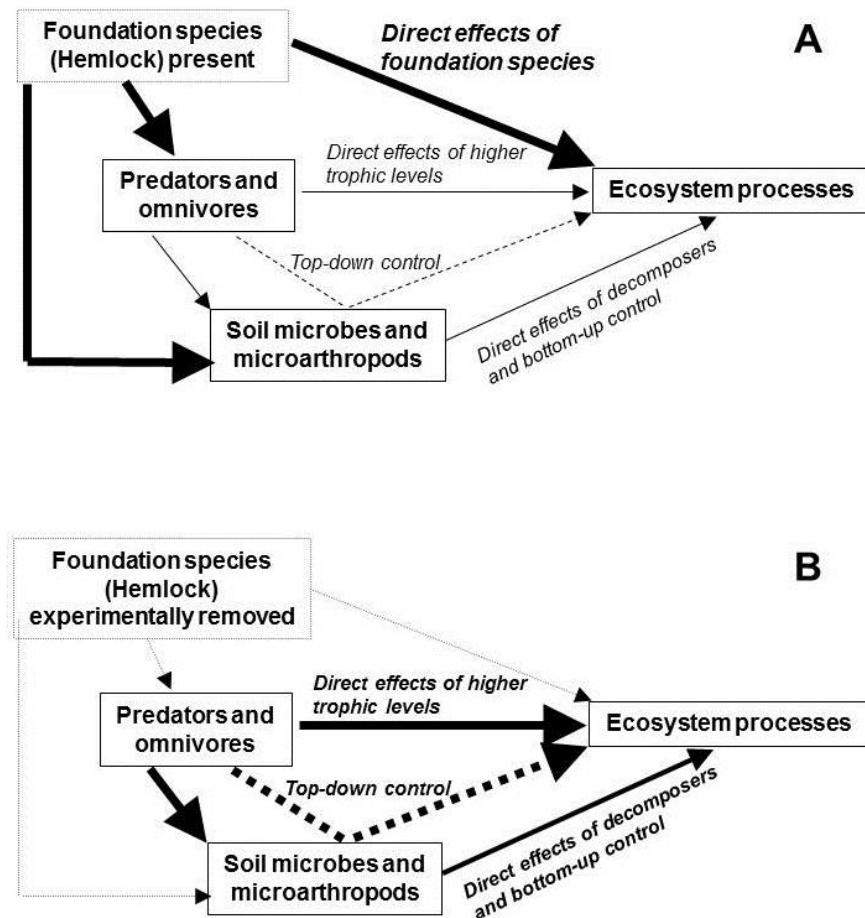 Foundation species
(Hemlock) present
Direct effects of
foundation species
A
Predators and
omnivores
Direct effects of higher
trophic levels
Ecosystem processes
Top-down control
Soil microbes and
microarthropods
Direct effects of decomposers
and bottom-up control
Foundation species
(Hemlock)
experimentally removed
B
Predators and
omnivores
Direct effects of higher
trophic levels
Ecosystem processes
Top-down control
Soil microbes and
microarthropods
Direct effects of decomposers
and bottom-up control